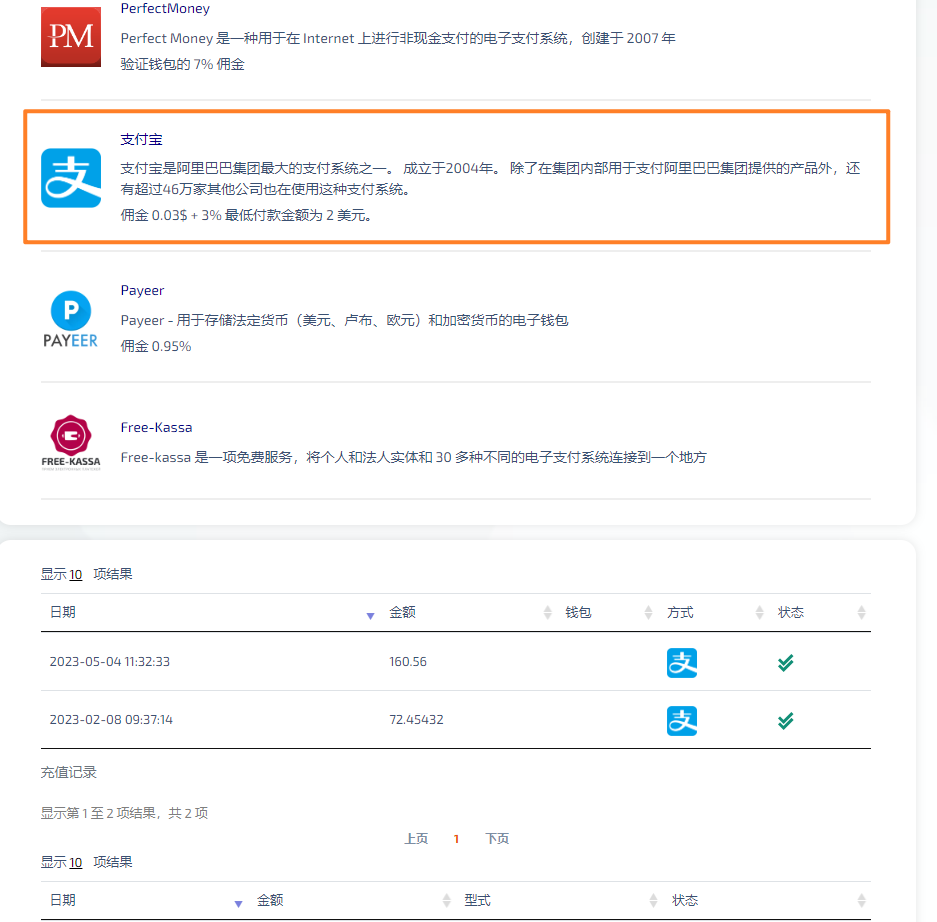 PerfectMoney
PM
Perfect Money 是一种用于在 Internet 上进行非现金支付的电子支付系统，创建于 2007 年
验证钱包的 7% 佣金
支付宝
支
支付宝是阿里巴巴集团最大的支付系统之一。 成立于2004年。 除了在集团内部用于支付阿里巴巴集团提供的产品外，还
有超过46万家其他公司也在使用这种支付系统。
佣金 0.03$ + 3% 最低付款金额为 2 美元。
Payeer
P
PAYEER
Payeer - 用于存储法定货币（美元、卢布、欧元）和加密货币的电子钱包
佣金 0.95%
Free-Kassa
FREE-KASSA
Free-kassa 是一项免费服务，将个人和法人实体和 30 多种不同的电子支付系统连接到一个地方
显示 10 项结果
日期 金额 钱包 方式 状态
2023-05-04 11:32:33 160.56 支
2023-02-08 09:37:14 72.45432 支
充值记录
显示第 1 至 2 项结果，共 2 项
上页 1 下页
显示 10 项结果
日期 金额 型式 状态